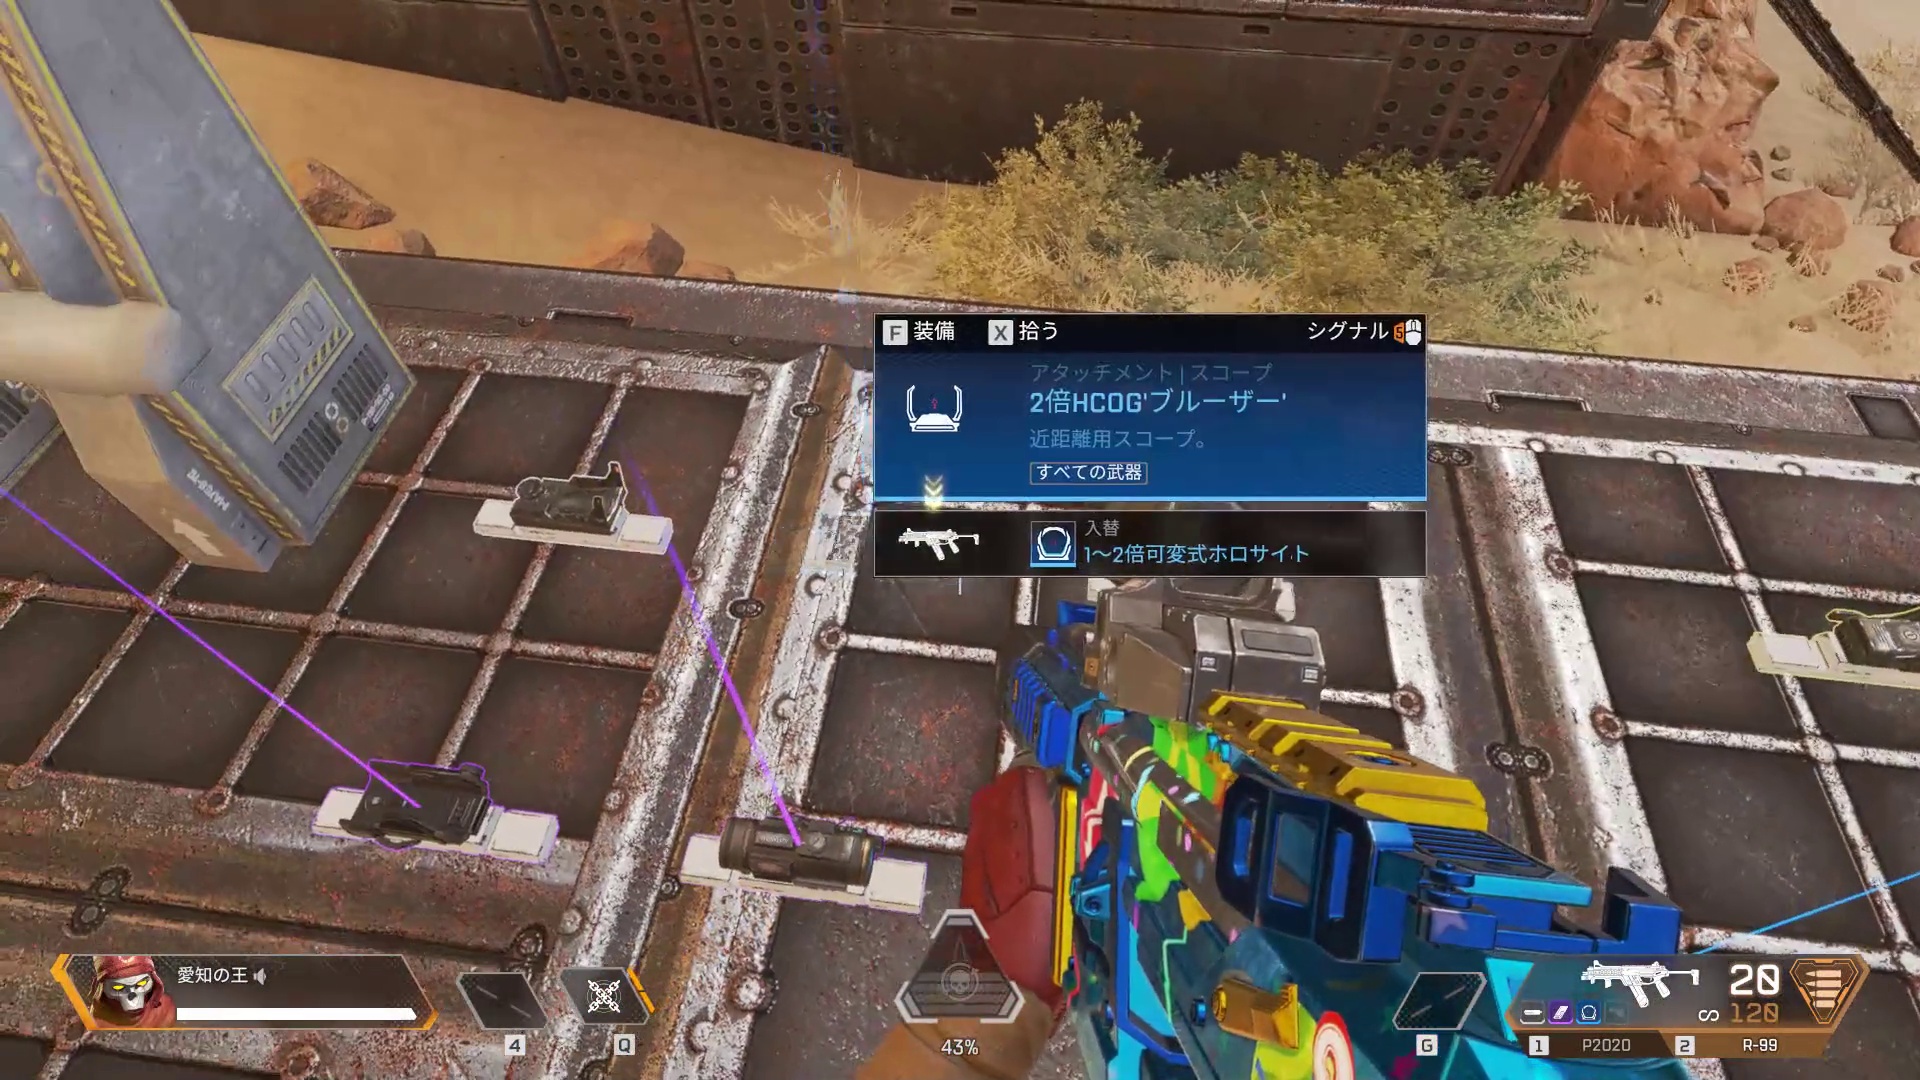 F 装備 X 拾う シグナル
アタッチメント | スコープ
2倍HCOG'ブルーザー'
近距離用スコープ。
すべての武器
入替
1～2倍可変式ホロサイト
愛知の王
4
Q
43%
G
20
∞ 120
1 P2020 2 R-99